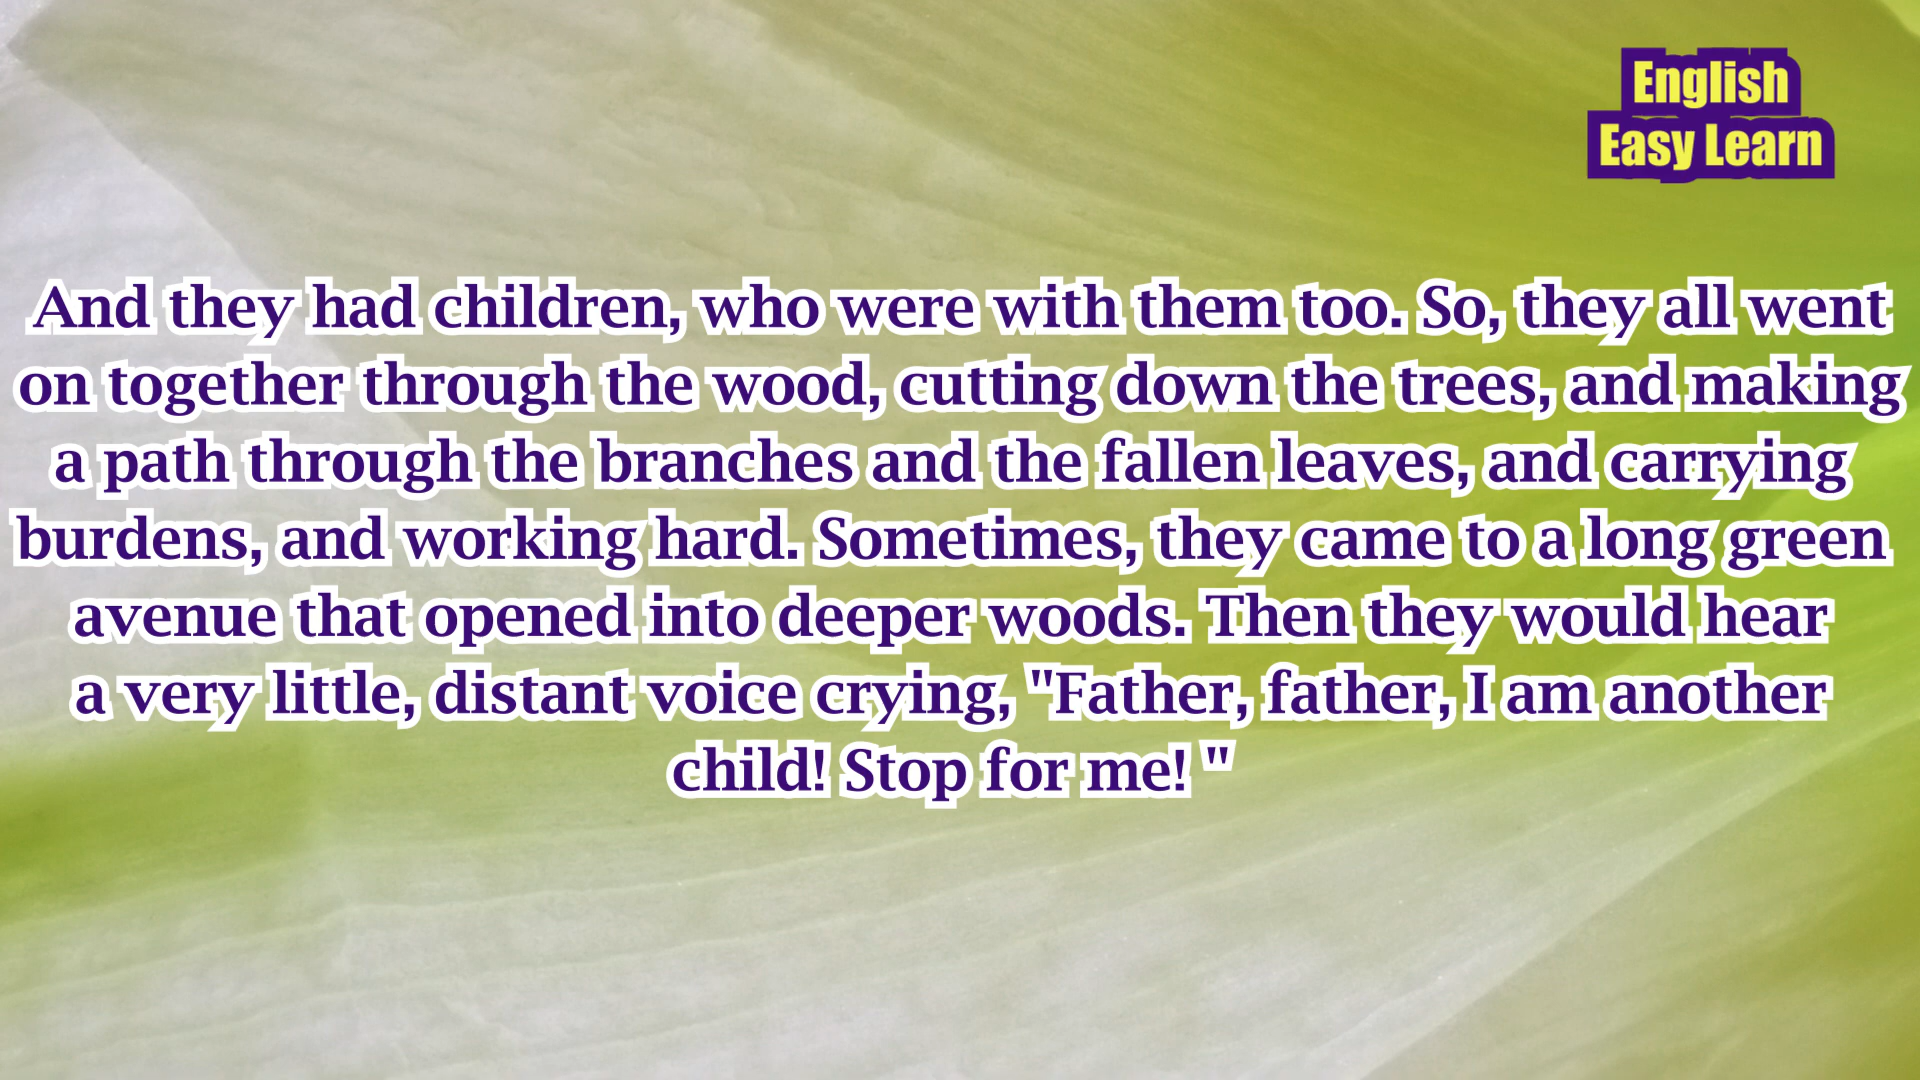 English
Easy Learn
And they had children, who were with them too. So, they all went
on together through the wood, cutting down the trees, and making
a path through the branches and the fallen leaves, and carrying
burdens, and working hard. Sometimes, they came to a long green
avenue that opened into deeper woods. Then they would hear
a very little, distant voice crying, "Father, father, I am another
child! Stop for me! "